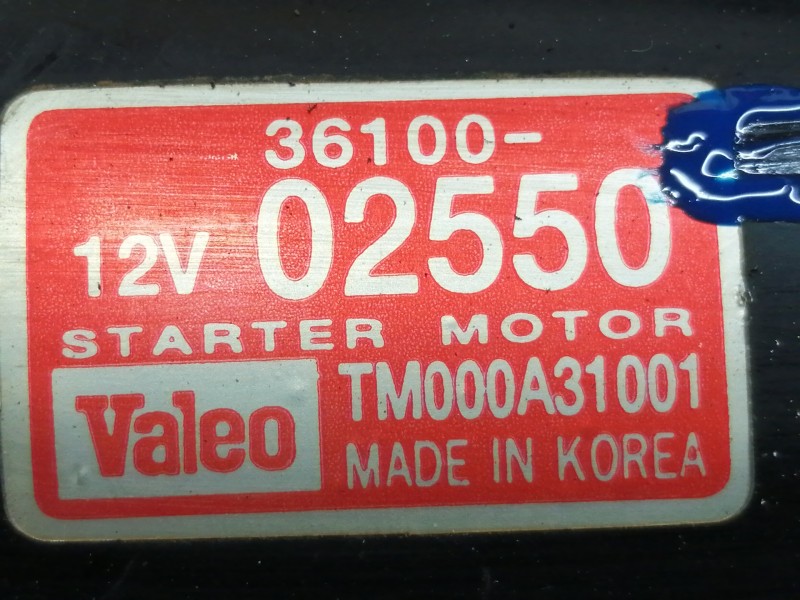 36100-
12V 02550
STARTER MOTOR
Valeo TM000A31001
MADE IN KOREA